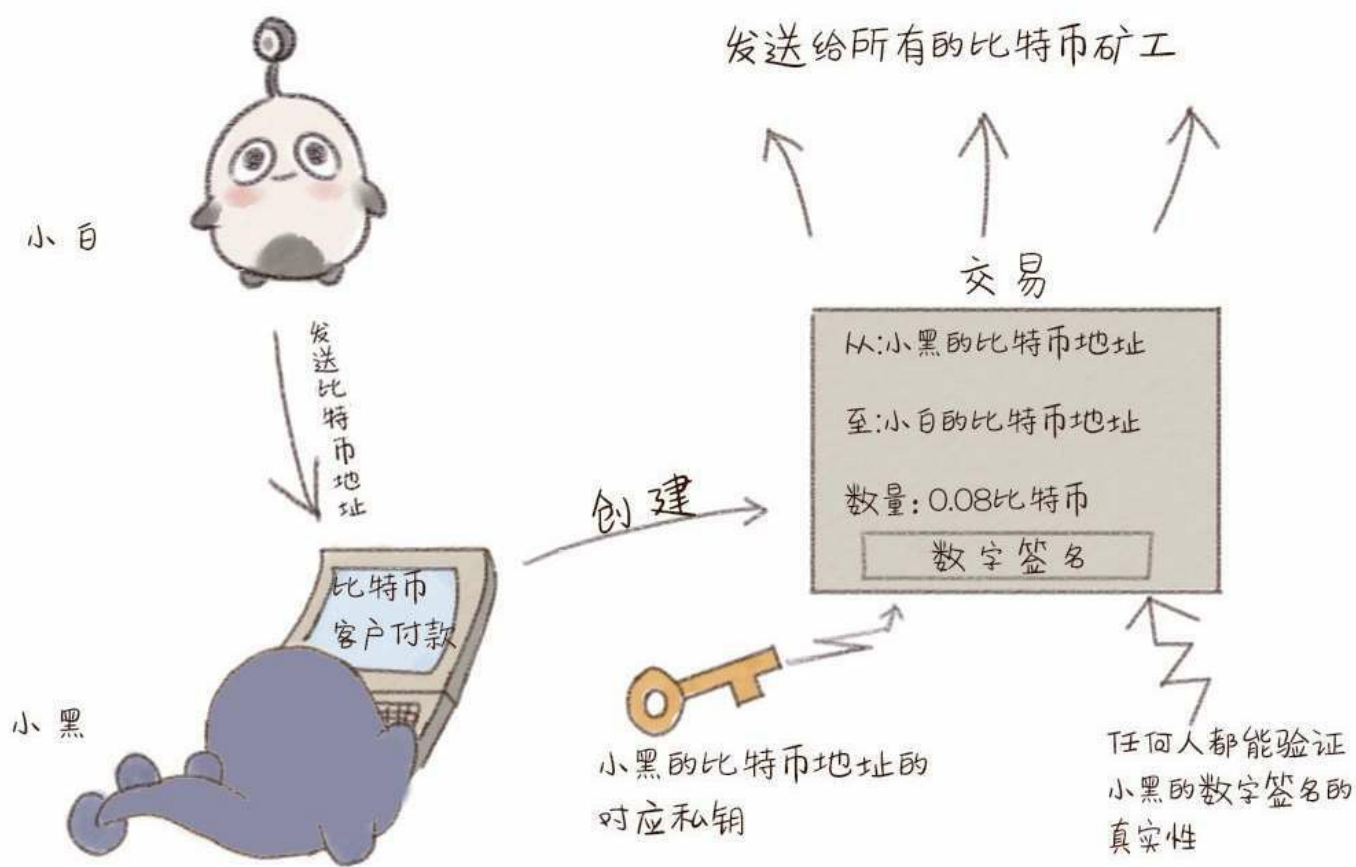 发送给所有的比特币矿工
小白
发送比特币地址
交易
从:小黑的比特币地址
至:小白的比特币地址
数量:0.08比特币
数字签名
创建
比特币
客户付款
小黑
小黑的比特币地址的
对应私钥
任何人都能验证
小黑的数字签名的
真实性